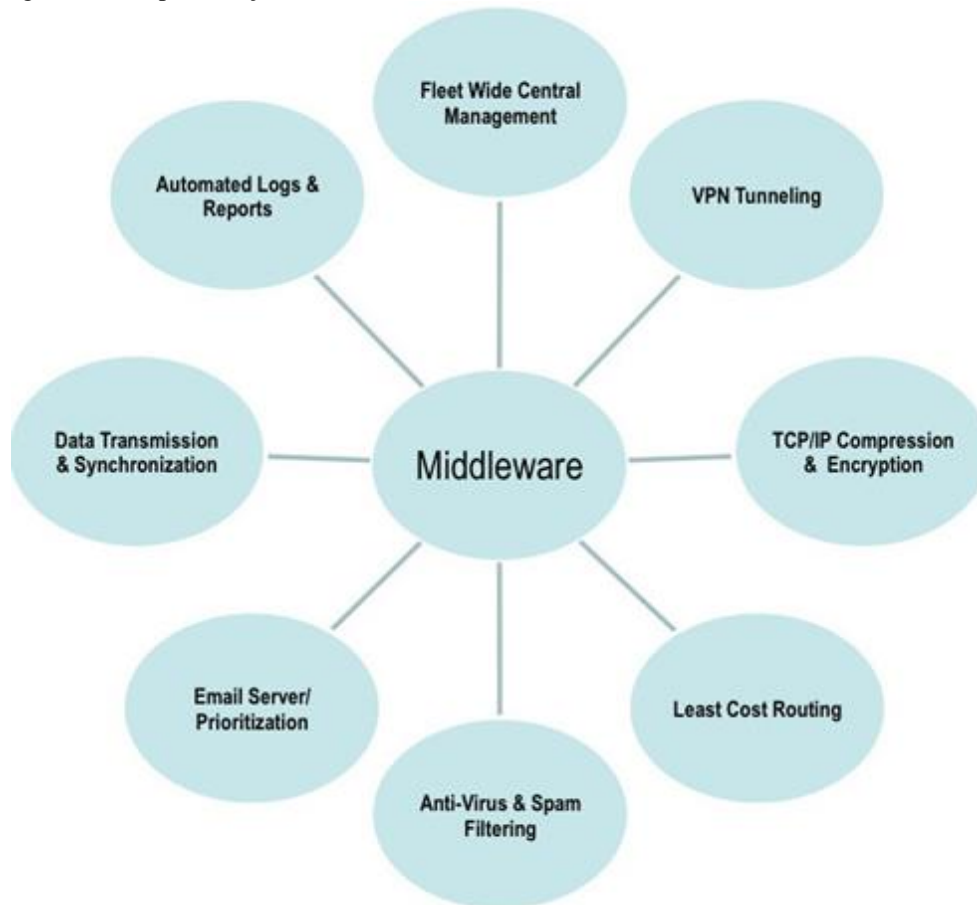 Fleet Wide Central
Management
Automated Logs &
Reports
VPN Tunneling
Data Transmission
& Synchronization
Middleware
TCP/IP Compression
& Encryption
Email Server/
Prioritization
Least Cost Routing
Anti-Virus & Spam
Filtering